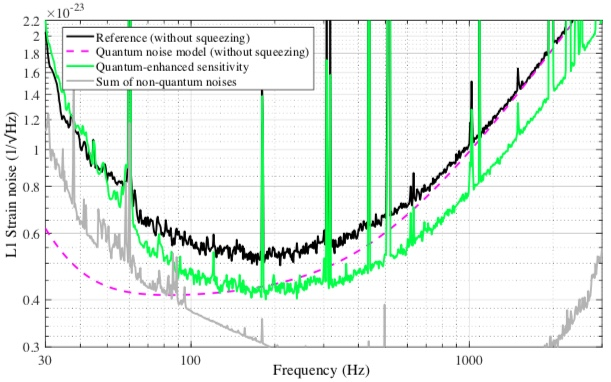 ×10⁻²³
2.2
2
1.8
1.6
1.4
1.2
1
0.8
0.6
0.4
0.3
L1 Strain noise (1/√Hz)
Reference (without squeezing)
Quantum noise model (without squeezing)
Quantum-enhanced sensitivity
Sum of non-quantum noises
30
100
1000
Frequency (Hz)